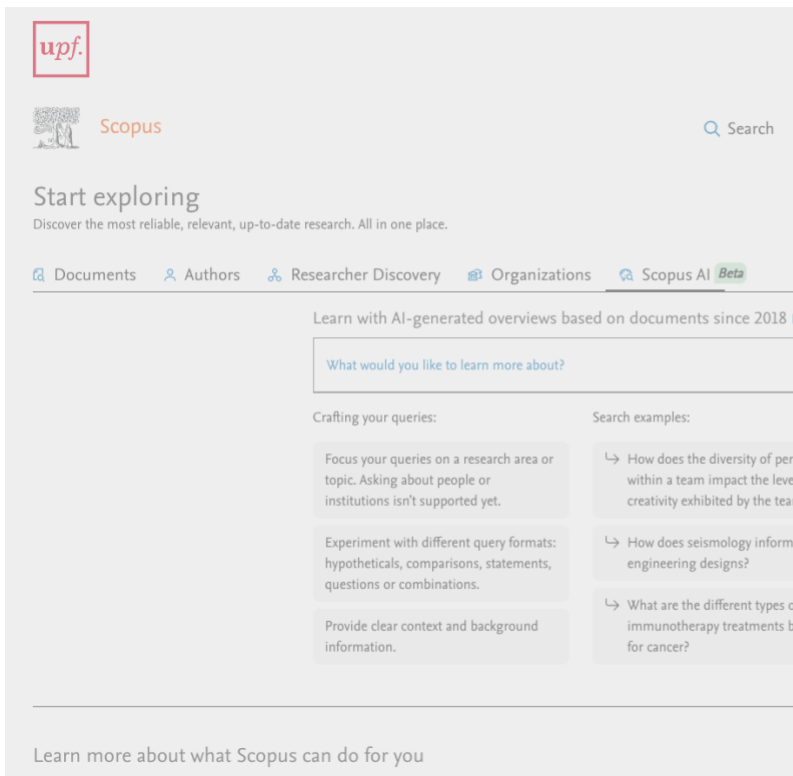 upf.
Scopus
Search
Start exploring
Discover the most reliable, relevant, up-to-date research. All in one place.
Documents Authors Researcher Discovery Organizations Scopus AI Beta
Learn with AI-generated overviews based on documents since 2018
What would you like to learn more about?
Crafting your queries:
Search examples:
Focus your queries on a research area or
topic. Asking about people or
institutions isn't supported yet.
How does the diversity of
within a team impact the
creativity exhibited by the
Experiment with different query formats:
hypotheticals, comparisons, statements,
questions or combinations.
How does seismology inform
engineering designs?
Provide clear context and background
information.
What are the different types
immunotherapy treatments
for cancer?
Learn more about what Scopus can do for you